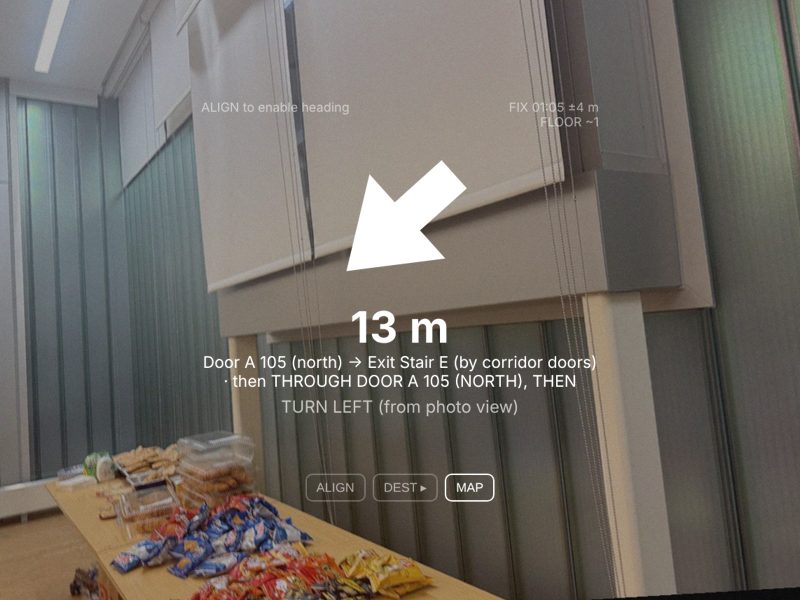 ALIGN to enable heading
FIX 01:05 ±4 m
FLOOR ~1
13 m
Door A 105 (north) → Exit Stair E (by corridor doors)
· then THROUGH DOOR A 105 (NORTH), THEN
TURN LEFT (from photo view)
ALIGN
DEST ▸
MAP